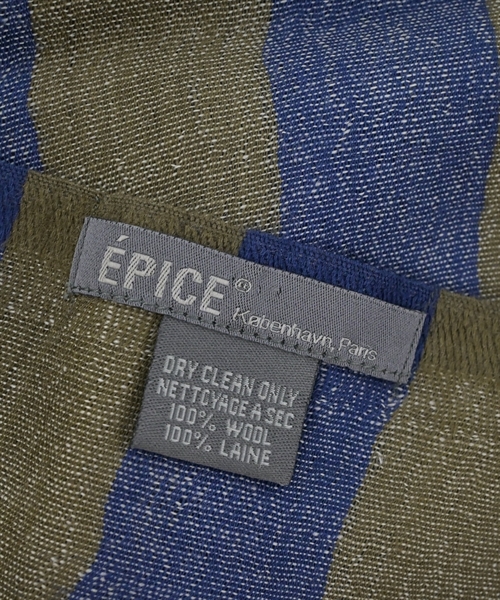 ÉPICE®
København, Paris
DRY CLEAN ONLY
NETTOYAGE A SEC
100% WOOL
100% LAINE